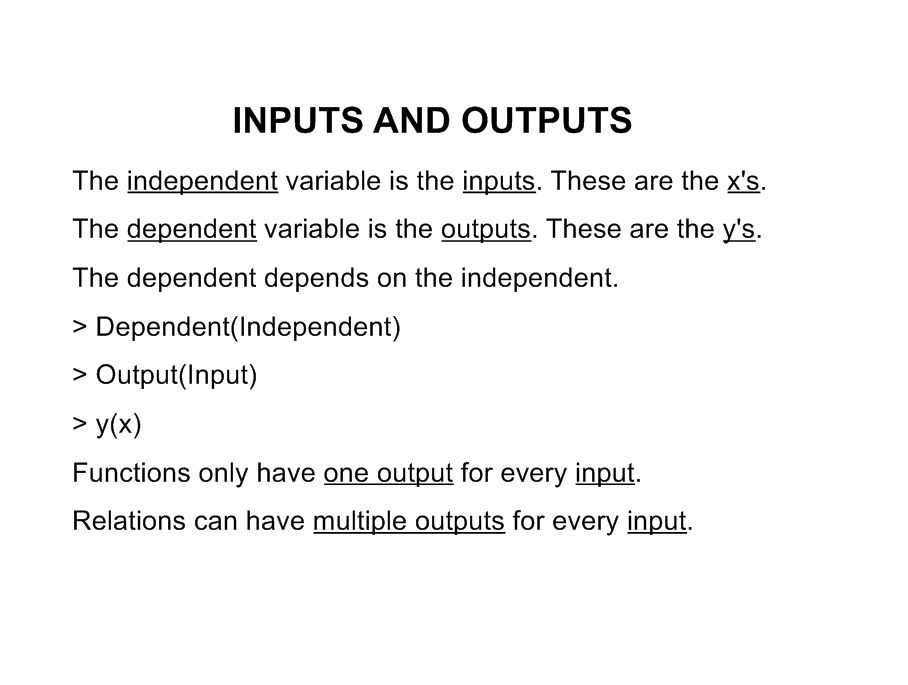 INPUTS AND OUTPUTS
The independent variable is the inputs. These are the x's.
The dependent variable is the outputs. These are the y's.
The dependent depends on the independent.
> Dependent(Independent)
> Output(Input)
> y(x)
Functions only have one output for every input.
Relations can have multiple outputs for every input.